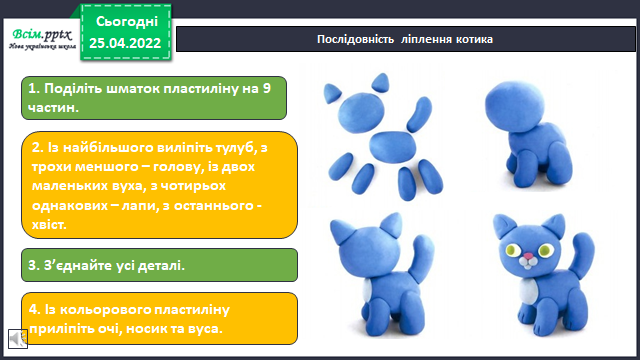 Всім.pptx
Нова українська школа
Сьогодні
25.04.2022
Послідовність ліплення котика
1. Поділіть шматок пластиліну на 9
частин.
2. Із найбільшого виліпіть тулуб, з
трохи меншого – голову, із двох
маленьких вуха, з чотирьох
однакових – лапи, з останнього -
хвіст.
3. З’єднайте усі деталі.
4. Із кольорового пластиліну
приліпіть очі, носик та вуса.